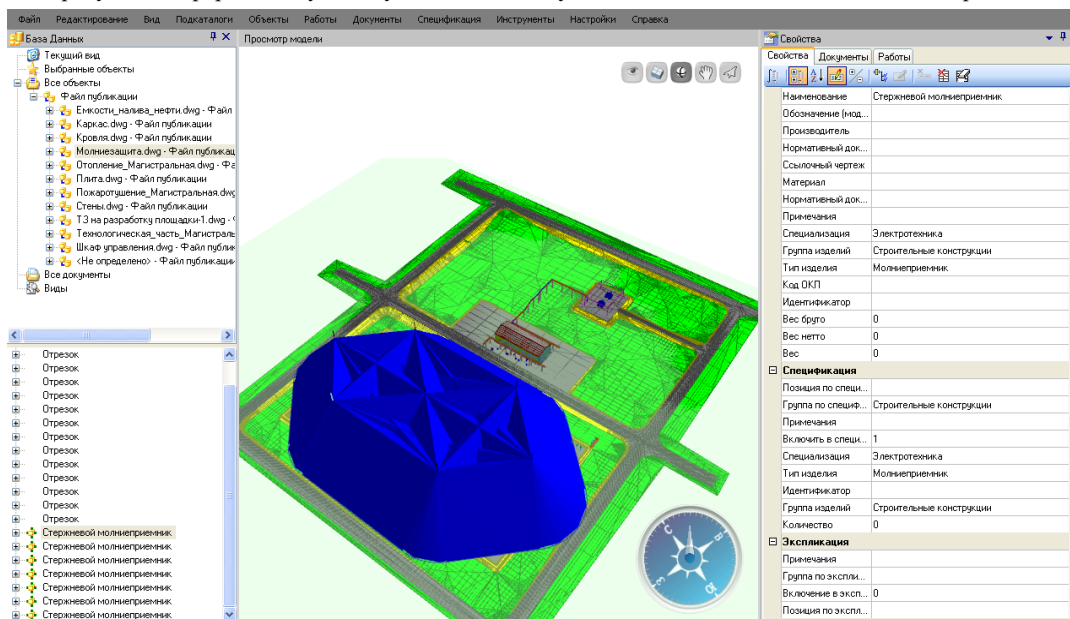 Файл Редактирование Вид Подкаталоги Объекты Работы Документы Спецификация Инструменты Настройки Справка
База Данных
Текущий вид
Выбранные объекты
Все объекты
Файл публикации
Емкости_налива_нефти.dwg - Файл
Каркас.dwg - Файл публикации
Кровля.dwg - Файл публикации
Молниезащита.dwg - Файл публикац
Отопление_Магистральная.dwg - Фа
Плита.dwg - Файл публикации
Пожаротушение_Магистральная.dwg
Стены.dwg - Файл публикации
ТЗ на разработку площадки-1.dwg -
Технологическая_часть_Магистраль
Шкаф управления.dwg - Файл публик
<Не определено> - Файл публикации
Все документы
Виды
Отрезок
Отрезок
Отрезок
Отрезок
Отрезок
Отрезок
Отрезок
Отрезок
Отрезок
Отрезок
Отрезок
Отрезок
Отрезок
Стержневой молниеприемник
Стержневой молниеприемник
Стержневой молниеприемник
Стержневой молниеприемник
Стержневой молниеприемник
Стержневой молниеприемник
Стержневой молниеприемник
Просмотр модели
С
В
Ю
З
Свойства
Свойства Документы Работы
Наименование Стержневой молниеприемник
Обозначение (мод...
Производитель
Нормативный док...
Ссылочный чертеж
Материал
Нормативный док...
Примечания
Специализация Электротехника
Группа изделий Строительные конструкции
Тип изделия Молниеприемник
Код ОКП
Идентификатор
Вес бруто 0
Вес нетто 0
Вес 0
Спецификация
Позиция по специ...
Группа по специф... Строительные конструкции
Примечания
Включить в специ... 1
Специализация Электротехника
Тип изделия Молниеприемник
Идентификатор
Группа изделий Строительные конструкции
Количество 0
Экспликация
Примечания
Группа по экспли...
Включение в эксп... 0
Позиция по экспл...